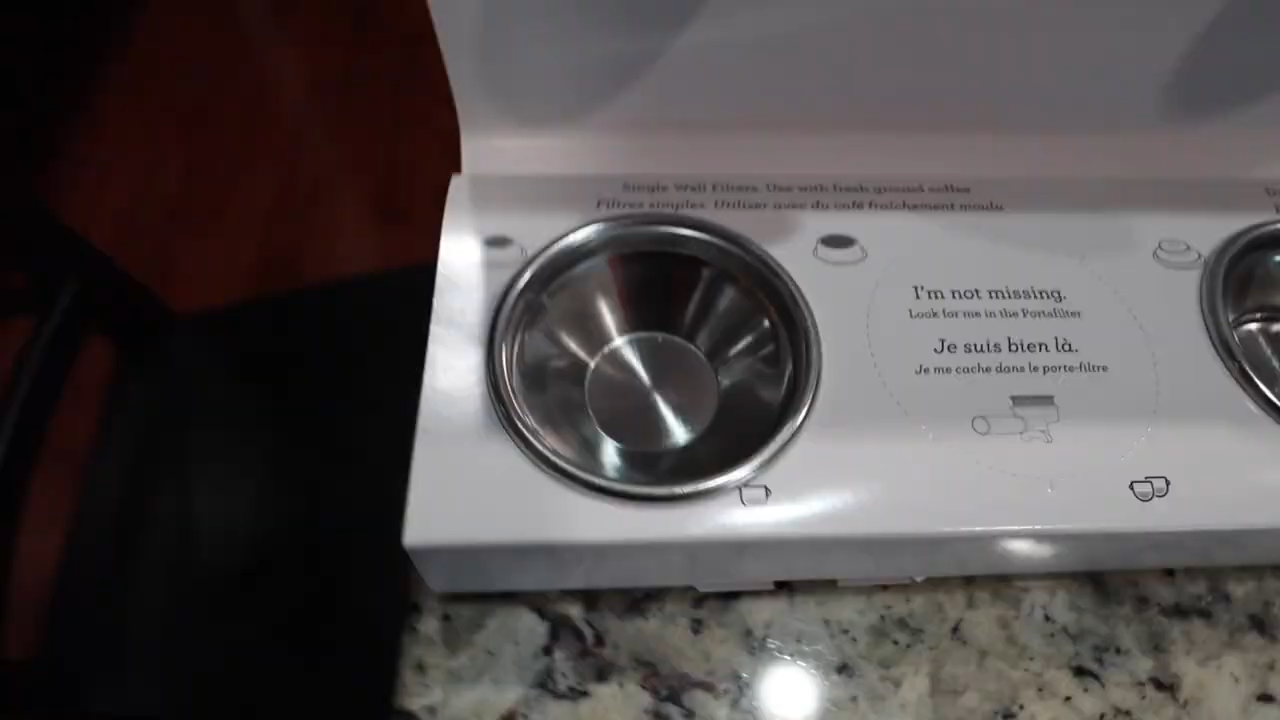 Single Wall Filters. Use with fresh ground coffee
Filtres simples. Utiliser avec du café fraîchement moulu
I'm not missing.
Look for me in the Portafilter
Je suis bien là.
Je me cache dans le porte-filtre